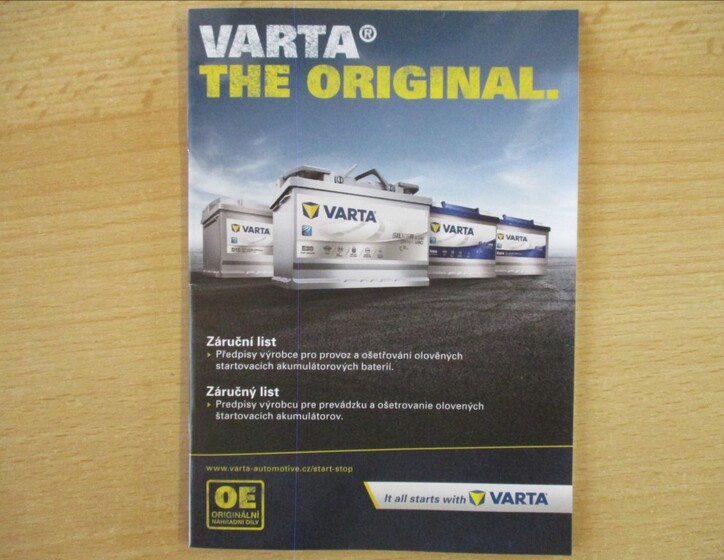 VARTA®
THE ORIGINAL.
VARTA
VARTA
VARTA
VARTA
Záruční list
Předpisy výrobce pro provoz a ošetřování olověných
startovacích akumulátorových baterií.
Záručný list
Predpisy výrobcu pre prevádzku a ošetrovanie olovených
štartovacích akumulátorov.
www.varta-automotive.cz/start-stop
OE
ORIGINÁLNÍ
NÁHRADNÍ DÍLY
It all starts with VARTA